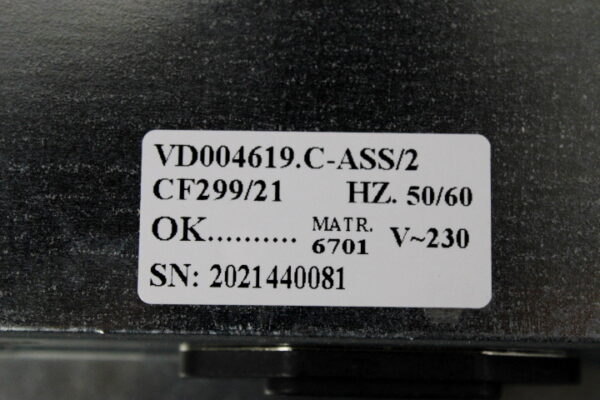 VD004619.C-ASS/2
CF299/21 HZ. 50/60
OK.......... MATR. 6701 V~230
SN: 2021440081